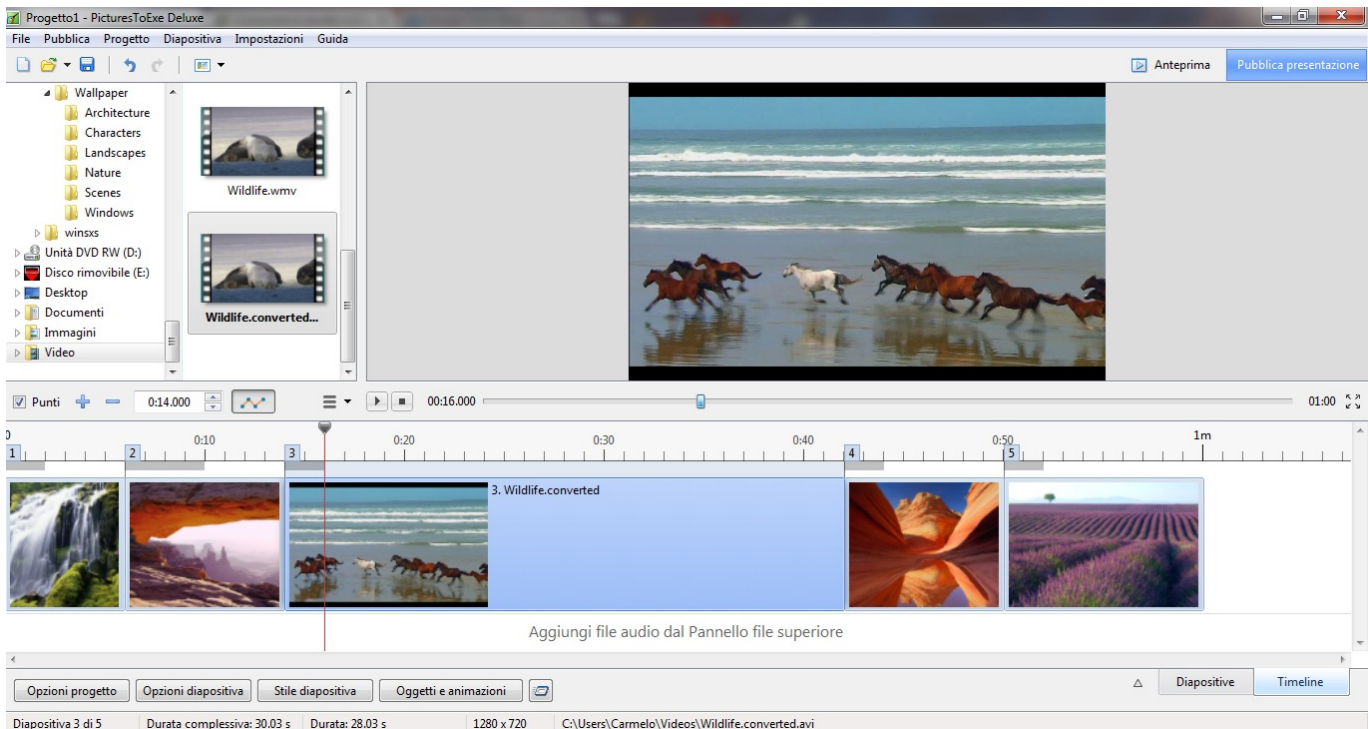 Progetto1 - PicturesToExe Deluxe
File Pubblica Progetto Diapositiva Impostazioni Guida
Anteprima Pubblica presentazione
Wallpaper
Architecture
Characters
Landscapes
Nature
Scenes
Windows
winsxs
Unità DVD RW (D:)
Disco rimovibile (E:)
Desktop
Documenti
Immagini
Video
Wildlife.wmv
Wildlife.converted...
Punti 0:14.000 00:16.000 01:00
0 0:10 0:20 0:30 0:40 0:50 1m
1 2 3 4 5
3. Wildlife.converted
Aggiungi file audio dal Pannello file superiore
Opzioni progetto Opzioni diapositiva Stile diapositiva Oggetti e animazioni Diapositive Timeline
Diapositiva 3 di 5 Durata complessiva: 30.03 s Durata: 28.03 s 1280 x 720 C:\Users\Carmelo\Videos\Wildlife.converted.avi